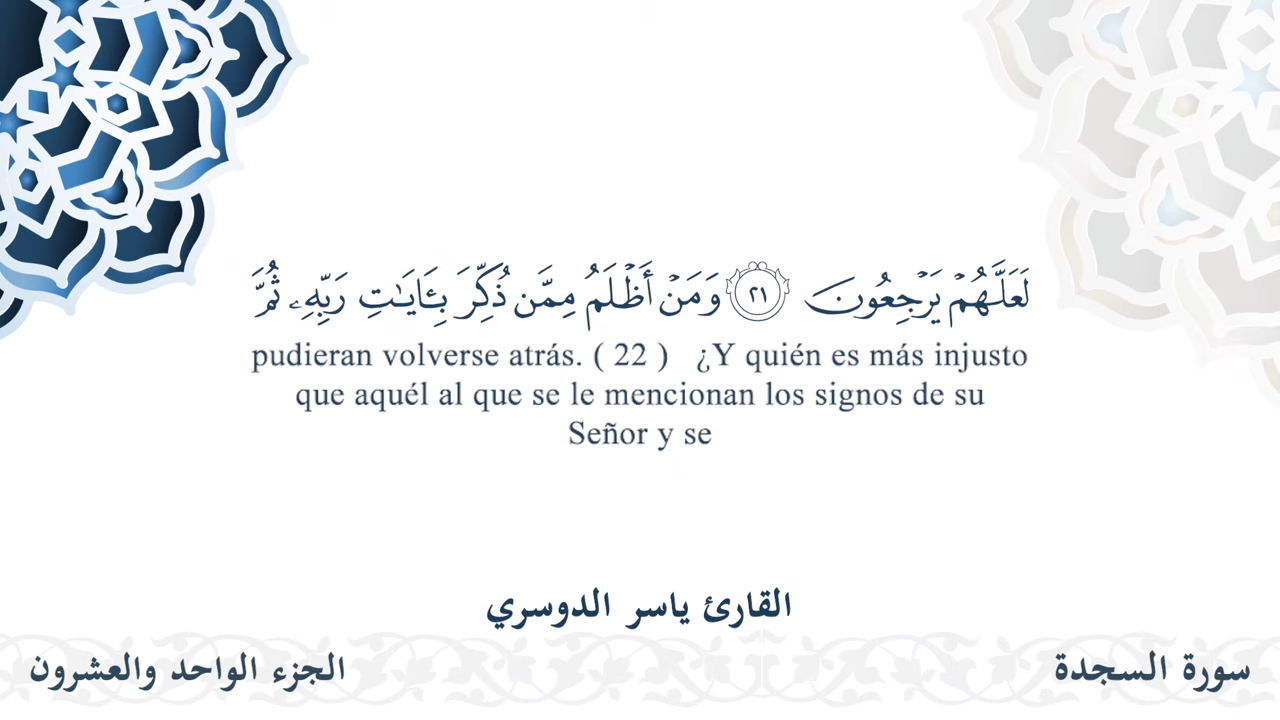 لَعَلَّهُمْ يَرْجِعُونَ ٢١ وَمَنْ أَظْلَمُ مِمَّن ذُكِّرَ بِـَٔايَـٰتِ رَبِّهِۦ ثُمَّ
pudieran volverse atrás. ( 22 ) ¿Y quién es más injusto
que aquél al que se le mencionan los signos de su
Señor y se
القارئ ياسر الدوسري
سورة السجدة
الجزء الواحد والعشرون